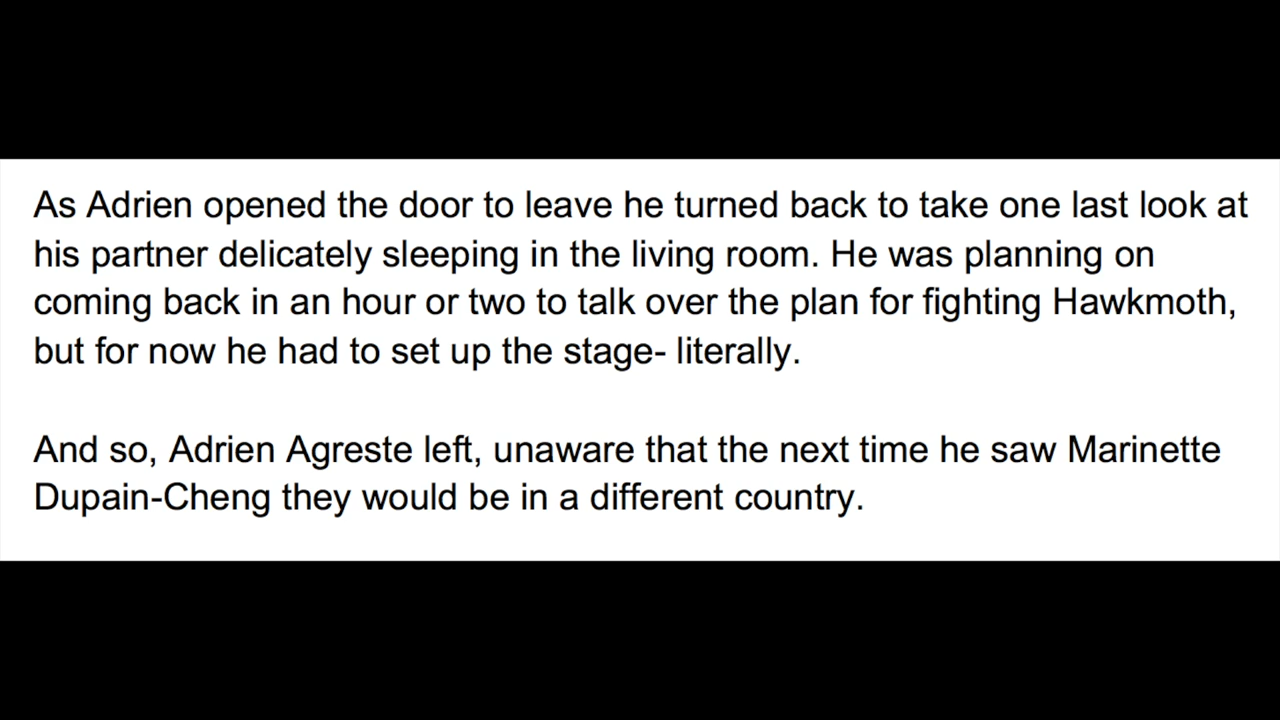 As Adrien opened the door to leave he turned back to take one last look at
his partner delicately sleeping in the living room. He was planning on
coming back in an hour or two to talk over the plan for fighting Hawkmoth,
but for now he had to set up the stage- literally.
And so, Adrien Agreste left, unaware that the next time he saw Marinette
Dupain-Cheng they would be in a different country.